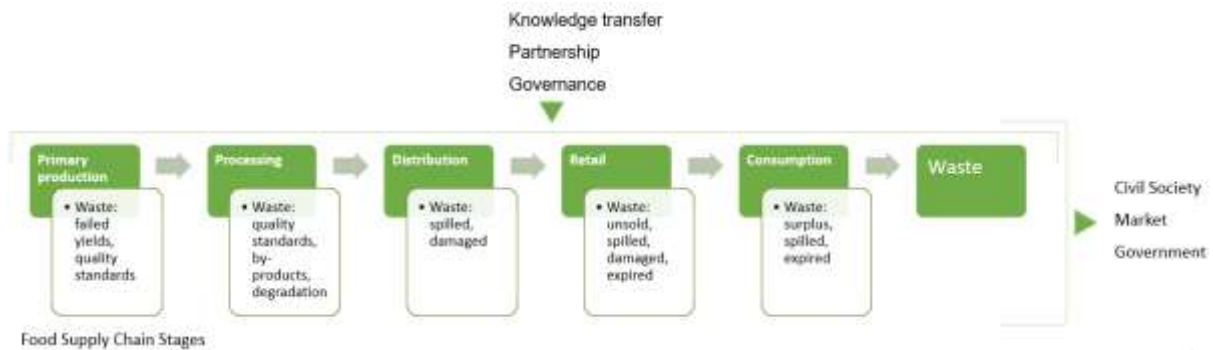 Knowledge transfer
Partnership
Governance
Primary
production
• Waste:
failed
yields,
quality
standards
Processing
• Waste:
quality
standards,
by-
products,
degradation
Distribution
• Waste:
spilled,
damaged
Retail
• Waste:
unsold,
spilled,
damaged,
expired
Consumption
• Waste:
surplus,
spilled,
expired
Waste
Civil Society
Market
Government
Food Supply Chain Stages